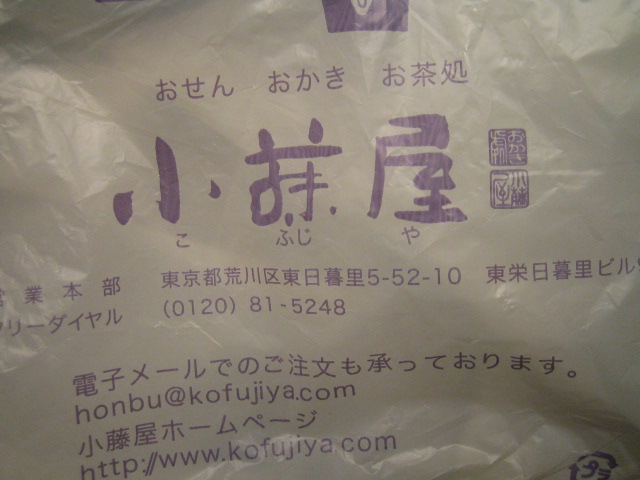 おせん おかき お茶処
小藤屋
こ ふじ や
営業本部 東京都荒川区東日暮里5-52-10 東栄日暮里ビル
フリーダイヤル (0120) 81-5248
電子メールでのご注文も承っております。
honbu@kofujiya.com
小藤屋ホームページ
http://www.kofujiya.com
プラ